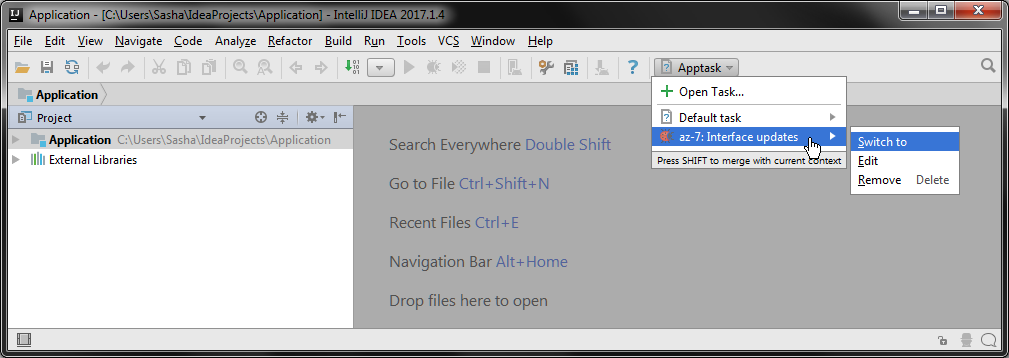 Application - [C:\Users\Sasha\IdeaProjects\Application] - IntelliJ IDEA 2017.1.4
File Edit View Navigate Code Analyze Refactor Build Run Tools VCS Window Help
Apptask
Application
Open Task...
Project
Default task
Application C:\Users\Sasha\IdeaProjects\Application
az-7: Interface updates
Switch to
External Libraries
Press SHIFT to merge with current context
Edit
Remove Delete
Search Everywhere Double Shift
Go to File Ctrl+Shift+N
Recent Files Ctrl+E
Navigation Bar Alt+Home
Drop files here to open